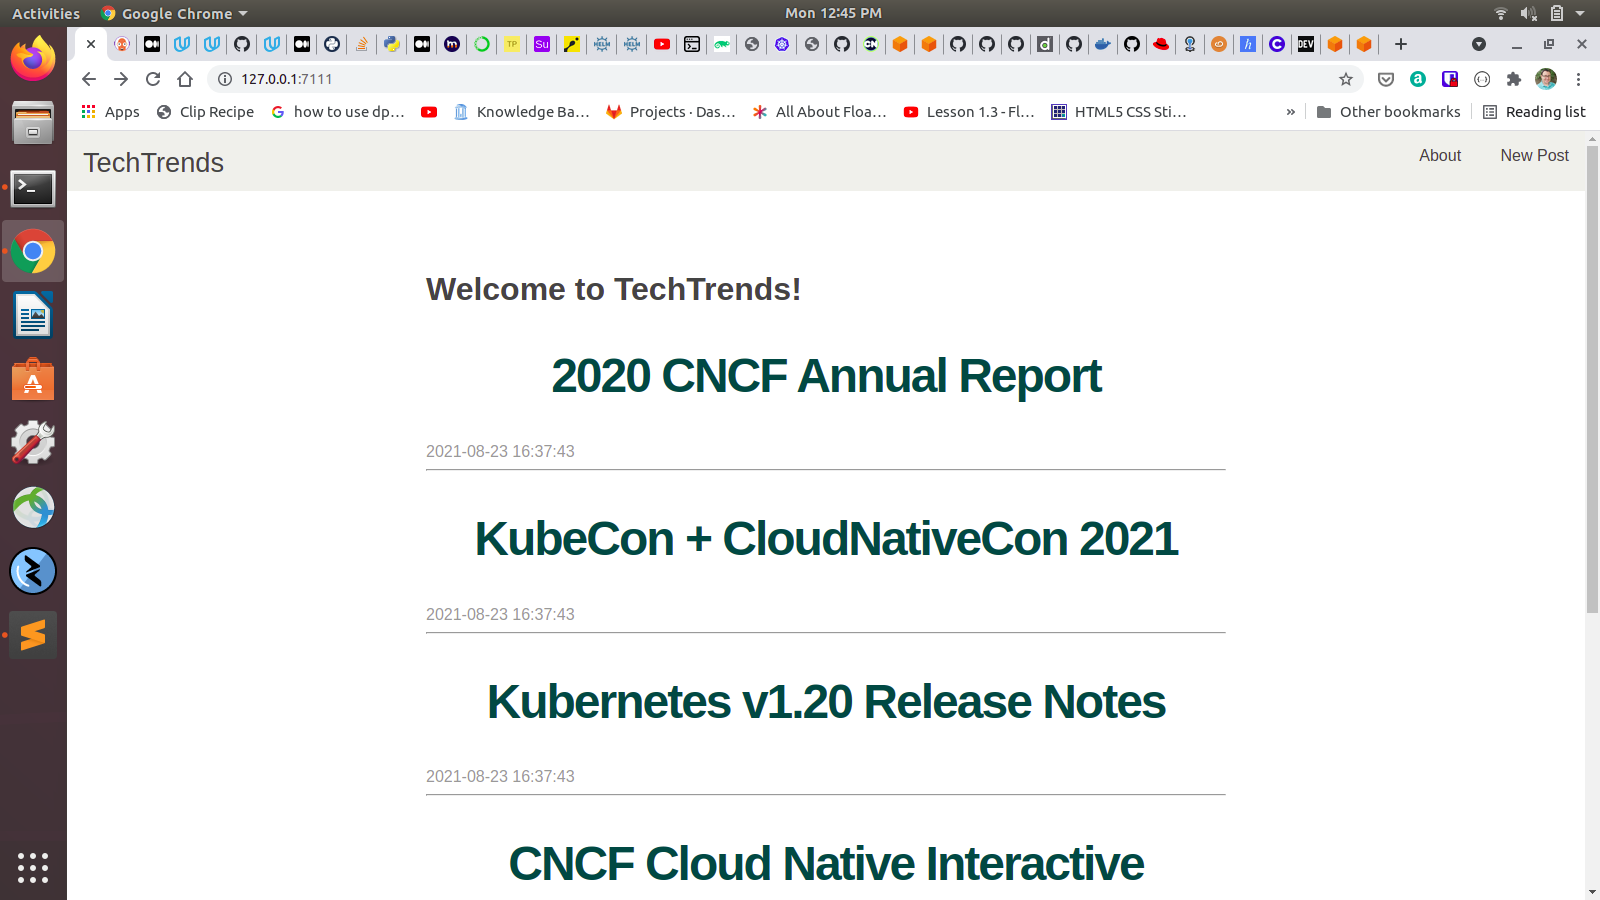 Activities
Google Chrome
Mon 12:45 PM
TP
Su
h
C
DEV
127.0.0.1:7111
Apps
Clip Recipe
how to use dp...
Knowledge Ba...
Projects · Das...
All About Floa...
Lesson 1.3 - Fl...
HTML5 CSS Sti...
»
Other bookmarks
Reading list
TechTrends
About
New Post
Welcome to TechTrends!
2020 CNCF Annual Report
2021-08-23 16:37:43
KubeCon + CloudNativeCon 2021
2021-08-23 16:37:43
Kubernetes v1.20 Release Notes
2021-08-23 16:37:43
CNCF Cloud Native Interactive